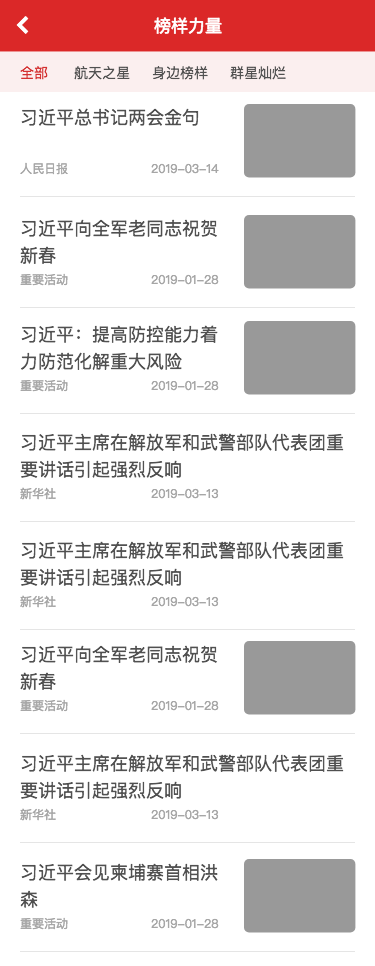 榜样力量
全部 航天之星 身边榜样 群星灿烂
习近平总书记两会金句
人民日报 2019-03-14
习近平向全军老同志祝贺
新春
重要活动 2019-01-28
习近平：提高防控能力着
力防范化解重大风险
重要活动 2019-01-28
习近平主席在解放军和武警部队代表团重
要讲话引起强烈反响
新华社 2019-03-13
习近平主席在解放军和武警部队代表团重
要讲话引起强烈反响
新华社 2019-03-13
习近平向全军老同志祝贺
新春
重要活动 2019-01-28
习近平主席在解放军和武警部队代表团重
要讲话引起强烈反响
新华社 2019-03-13
习近平会见柬埔寨首相洪
森
重要活动 2019-01-28